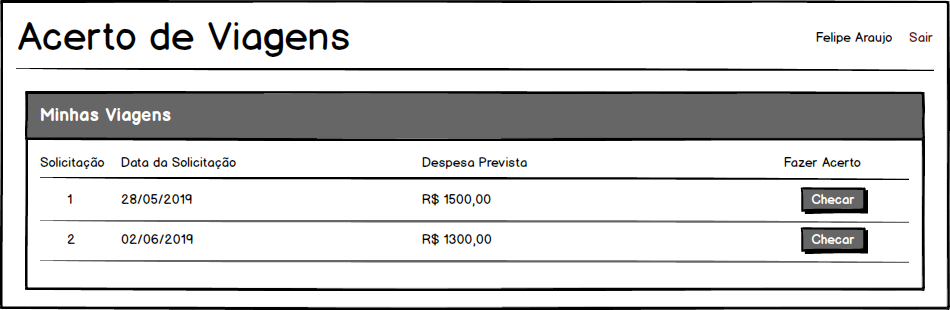 Acerto de Viagens
Felipe Araujo Sair
Minhas Viagens
Solicitação Data da Solicitação Despesa Prevista Fazer Acerto
1 28/05/2019 R$ 1500,00 Checar
2 02/06/2019 R$ 1300,00 Checar